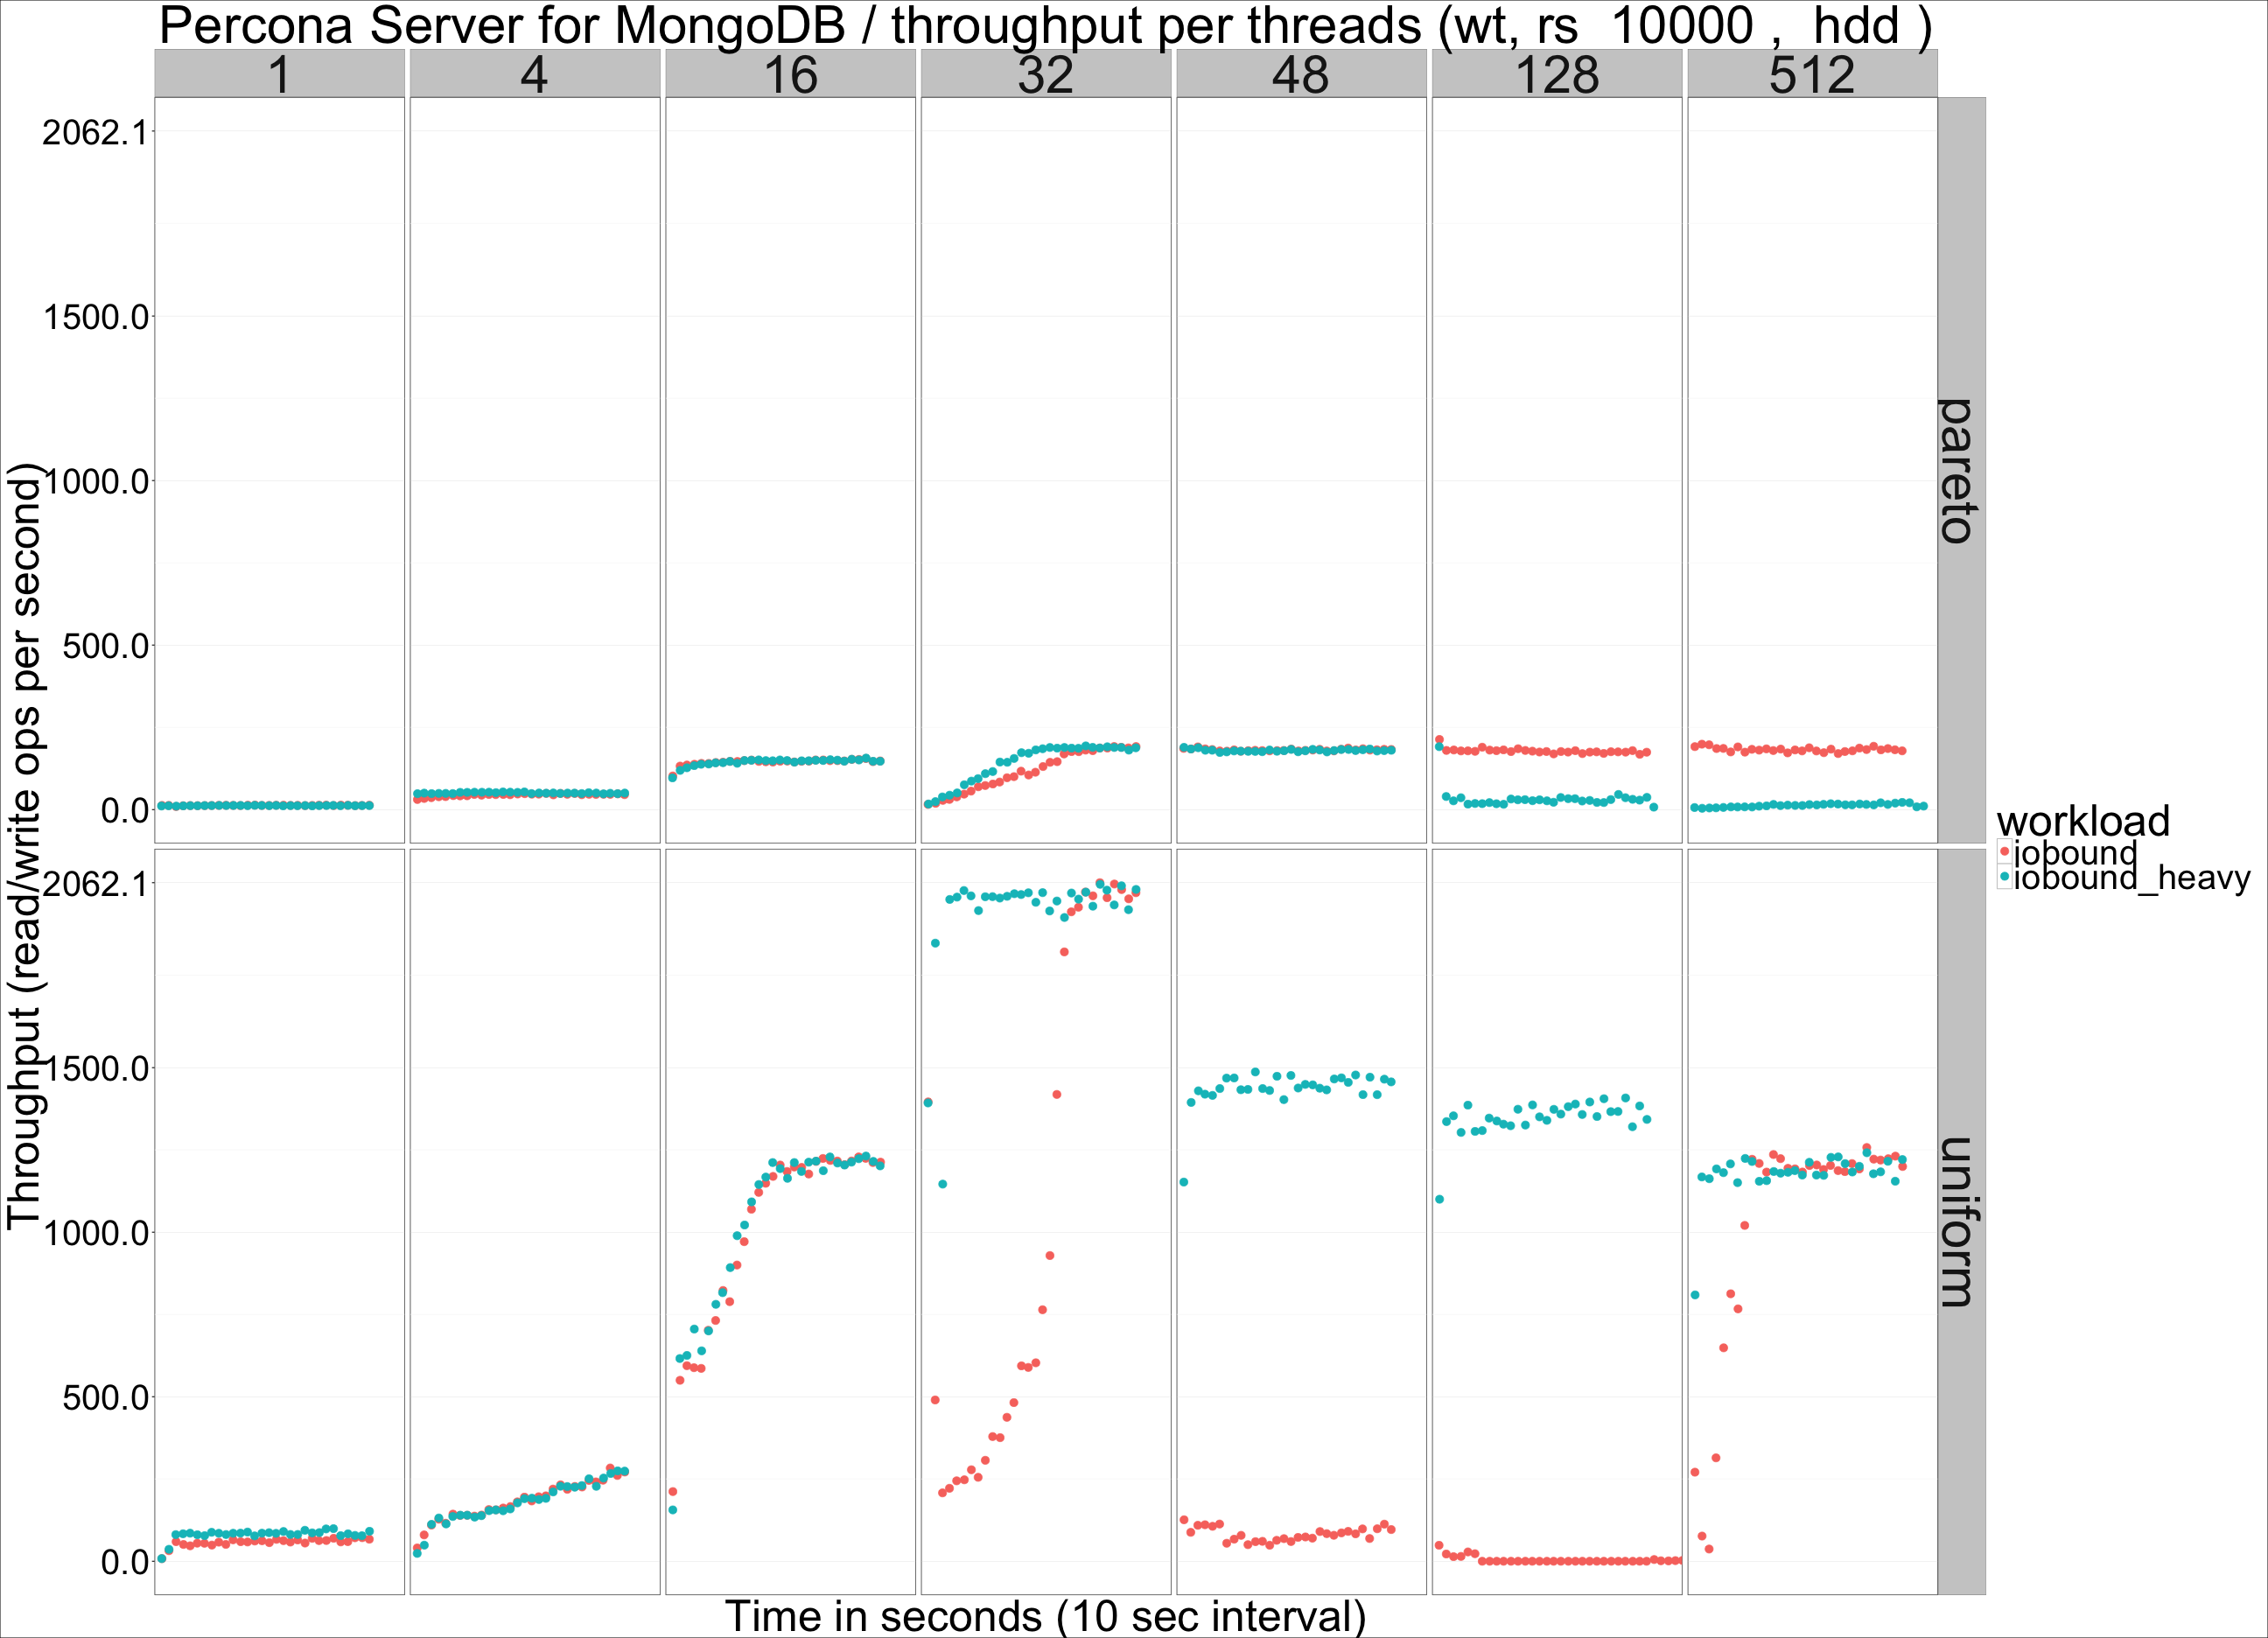 Percona Server for MongoDB / throughput per threads (wt, rs 10000 , hdd )
1 4 16 32 48 128 512
2062.1
1500.0
1000.0
500.0
0.0
pareto
2062.1
1500.0
1000.0
500.0
0.0
uniform
Throughput (read/write ops per second)
Time in seconds (10 sec interval)
workload
iobound
iobound_heavy